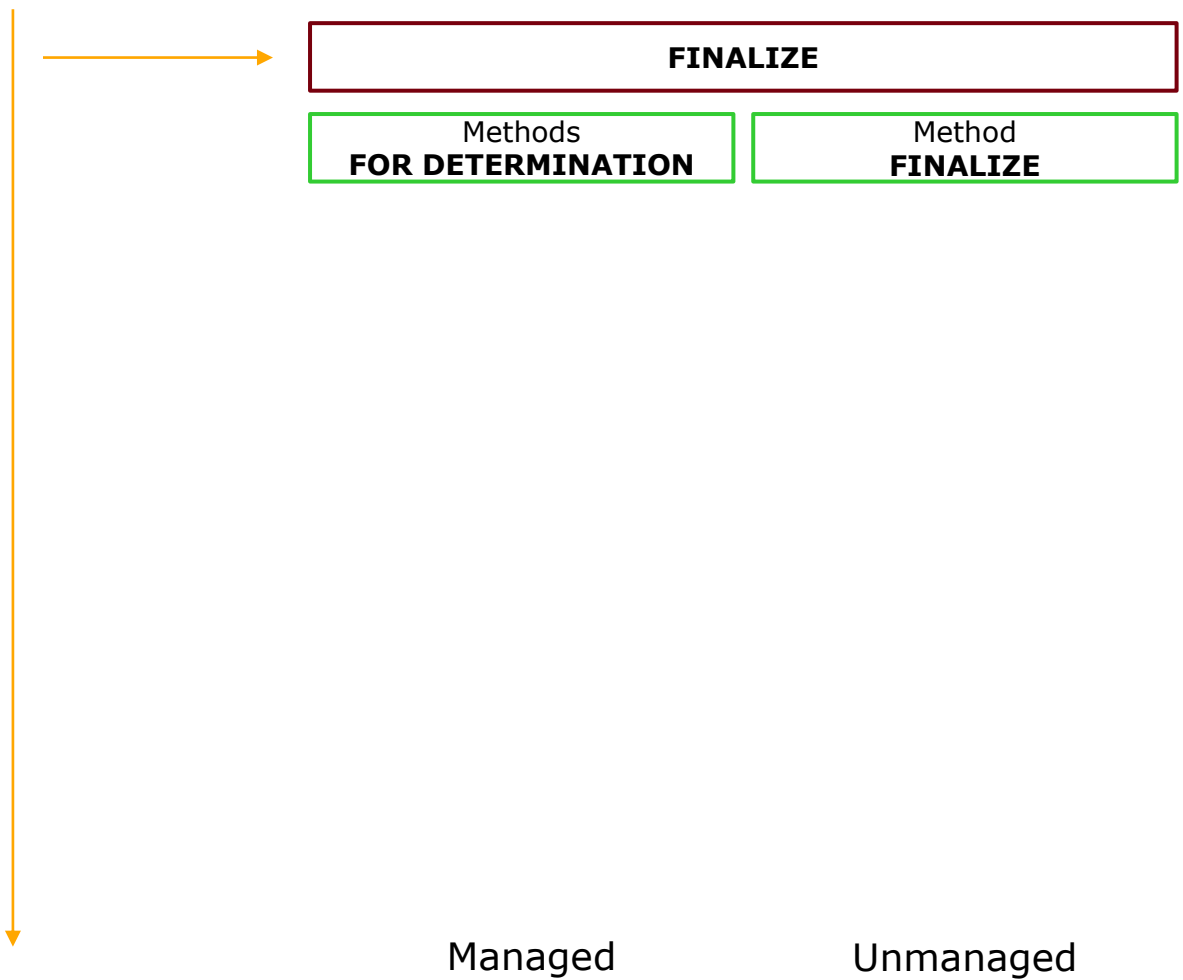 FINALIZE
Methods
FOR DETERMINATION
Method
FINALIZE
Managed
Unmanaged